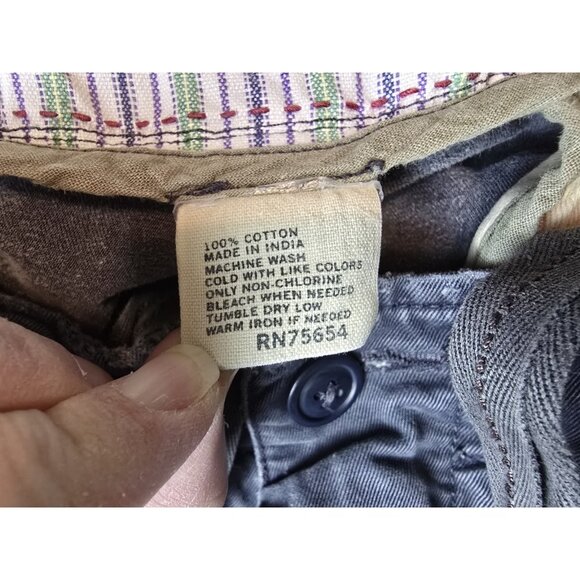 100% COTTON
MADE IN INDIA
MACHINE WASH
COLD WITH LIKE COLORS
ONLY NON-CHLORINE
BLEACH WHEN NEEDED
TUMBLE DRY LOW
WARM IRON IF NEEDED
RN75654